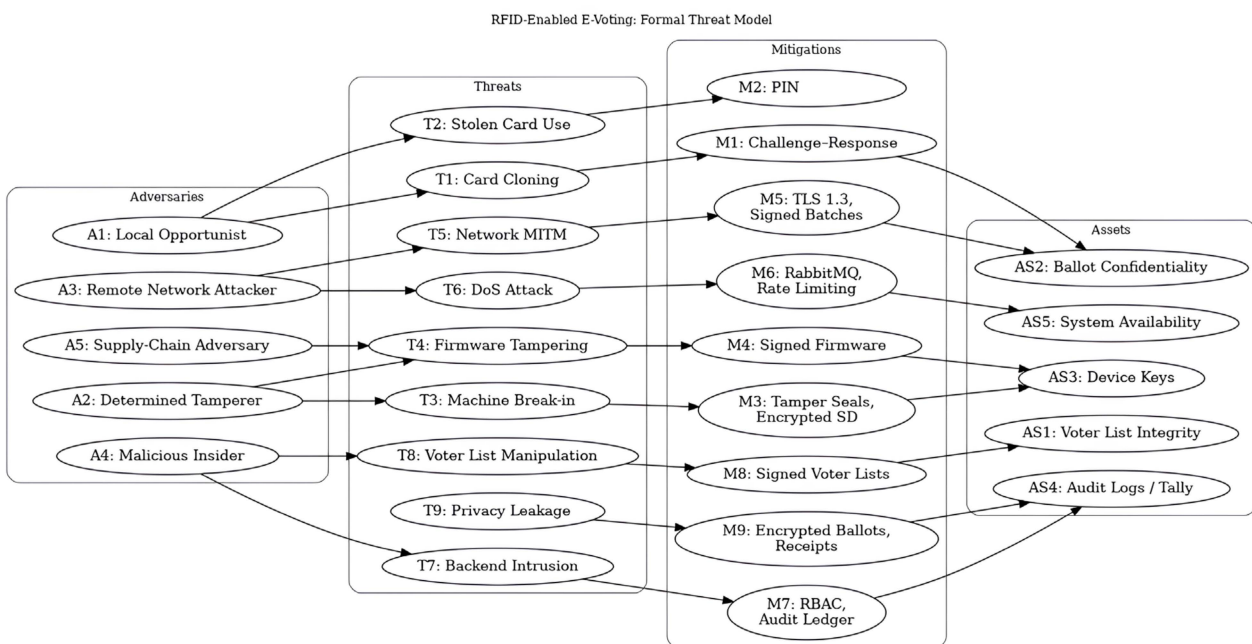 RFID-Enabled E-Voting: Formal Threat Model
Adversaries
A1: Local Opportunist
A3: Remote Network Attacker
A5: Supply-Chain Adversary
A2: Determined Tamperer
A4: Malicious Insider
Threats
T2: Stolen Card Use
T1: Card Cloning
T5: Network MITM
T6: DoS Attack
T4: Firmware Tampering
T3: Machine Break-in
T8: Voter List Manipulation
T9: Privacy Leakage
T7: Backend Intrusion
Mitigations
M2: PIN
M1: Challenge–Response
M5: TLS 1.3,
Signed Batches
M6: RabbitMQ,
Rate Limiting
M4: Signed Firmware
M3: Tamper Seals,
Encrypted SD
M8: Signed Voter Lists
M9: Encrypted Ballots,
Receipts
M7: RBAC,
Audit Ledger
Assets
AS2: Ballot Confidentiality
AS5: System Availability
AS3: Device Keys
AS1: Voter List Integrity
AS4: Audit Logs / Tally